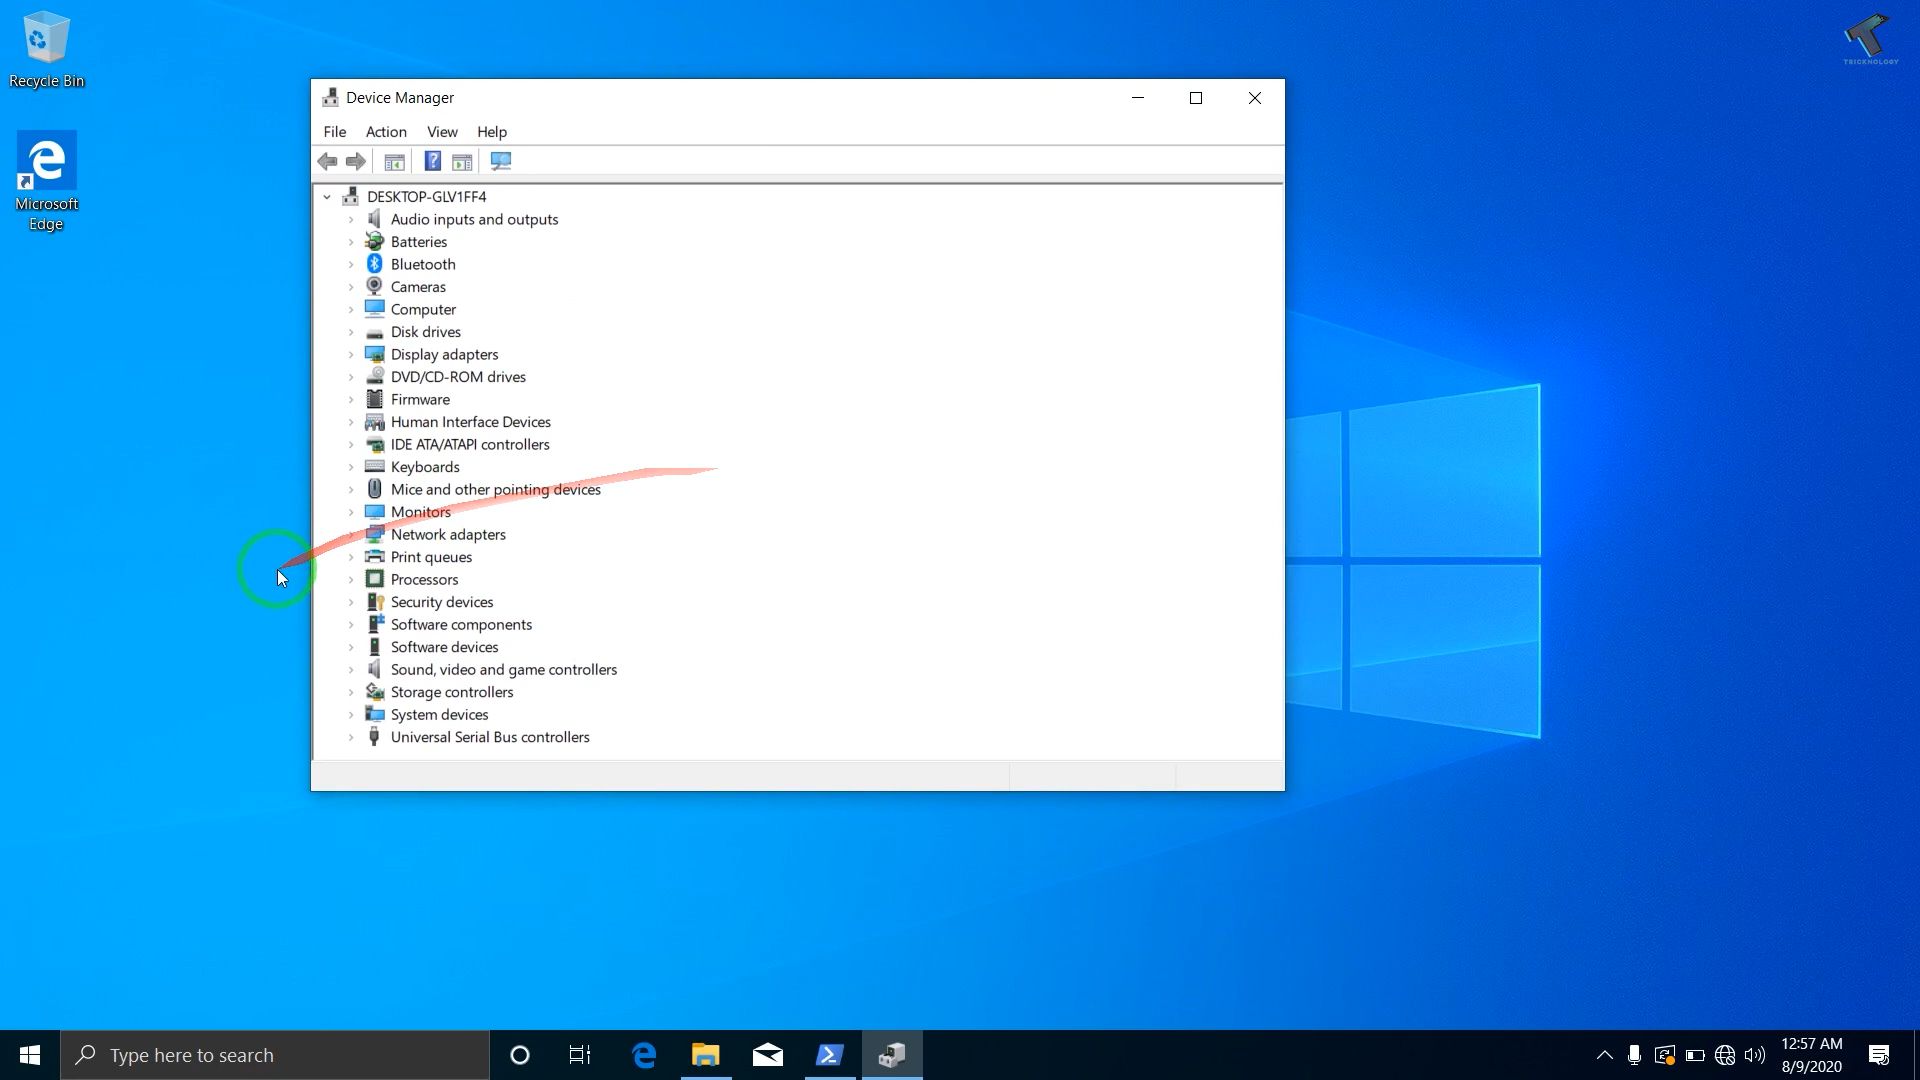 Recycle Bin
TRICKNOLOGY
Device Manager
File Action View Help
DESKTOP-GLV1FF4
Audio inputs and outputs
Batteries
Bluetooth
Cameras
Computer
Disk drives
Display adapters
DVD/CD-ROM drives
Firmware
Human Interface Devices
IDE ATA/ATAPI controllers
Keyboards
Mice and other pointing devices
Monitors
Network adapters
Print queues
Processors
Security devices
Software components
Software devices
Sound, video and game controllers
Storage controllers
System devices
Universal Serial Bus controllers
Microsoft
Edge
Type here to search
12:57 AM
8/9/2020